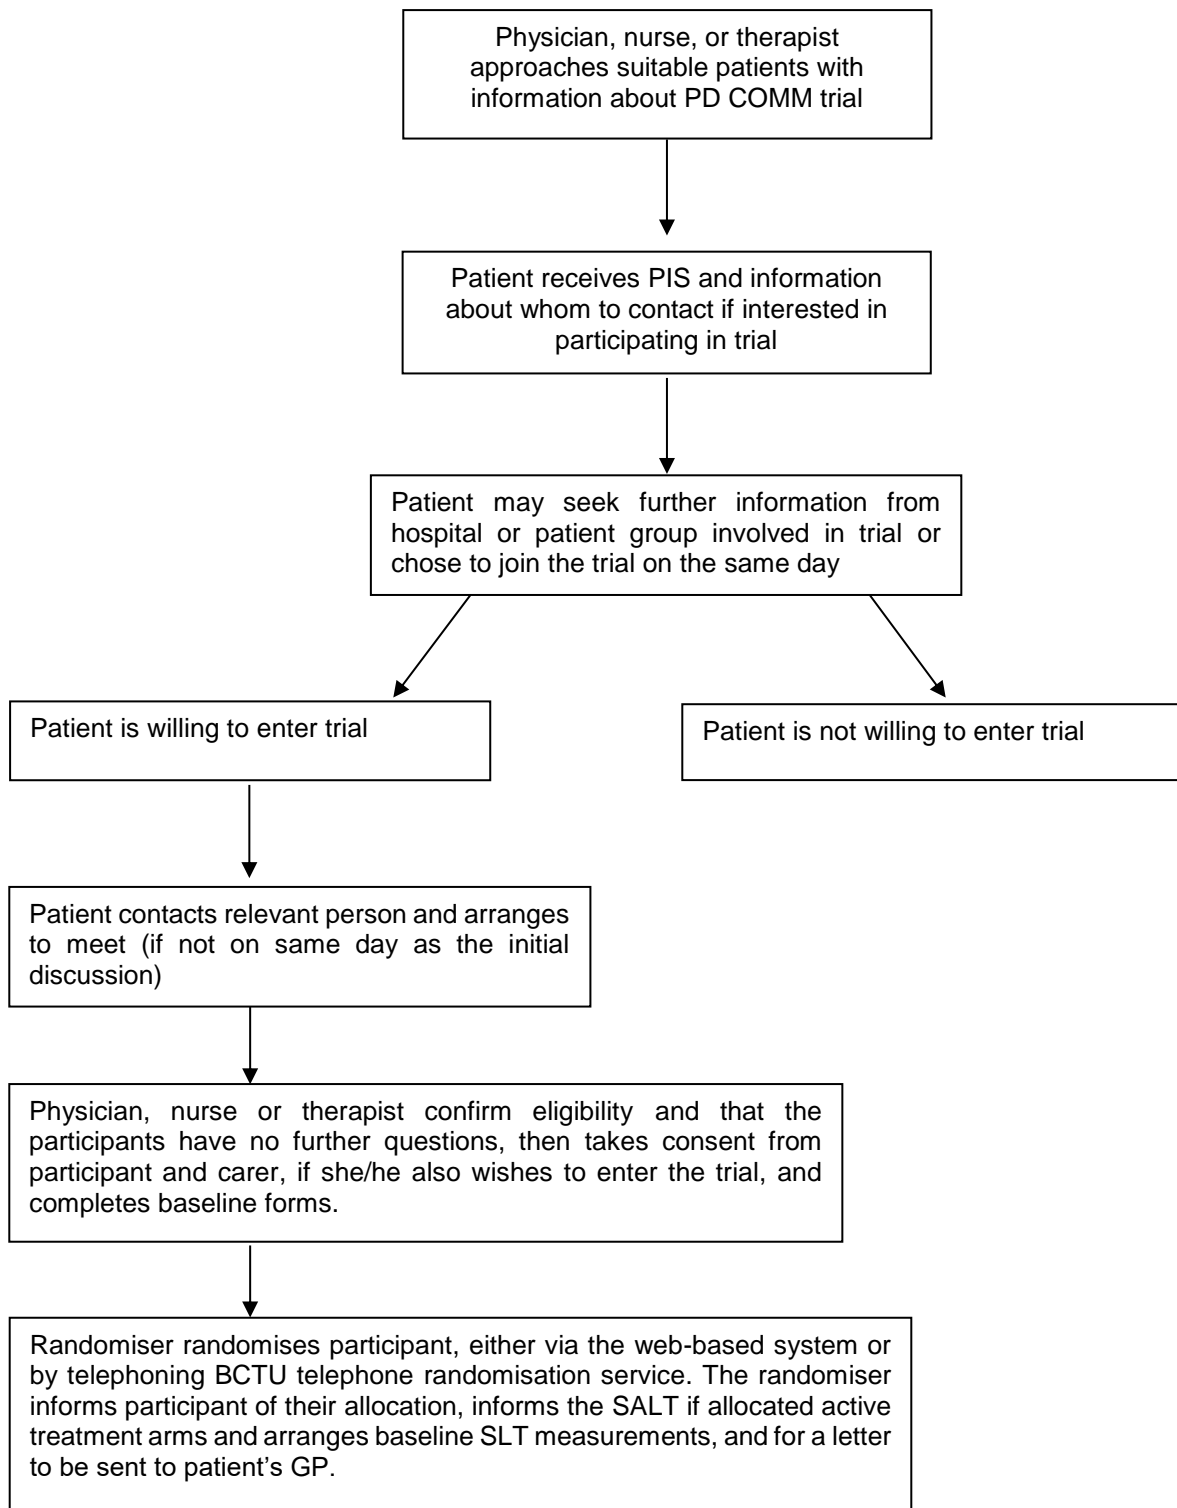 Physician, nurse, or therapist
approaches suitable patients with
information about PD COMM trial
Patient receives PIS and information
about whom to contact if interested in
participating in trial
Patient may seek further information from
hospital or patient group involved in trial or
chose to join the trial on the same day
Patient is willing to enter trial
Patient is not willing to enter trial
Patient contacts relevant person and arranges
to meet (if not on same day as the initial
discussion)
Physician, nurse or therapist confirm eligibility and that the
participants have no further questions, then takes consent from
participant and carer, if she/he also wishes to enter the trial, and
completes baseline forms.
Randomiser randomises participant, either via the web-based system or
by telephoning BCTU telephone randomisation service. The randomiser
informs participant of their allocation, informs the SALT if allocated active
treatment arms and arranges baseline SLT measurements, and for a letter
to be sent to patient's GP.